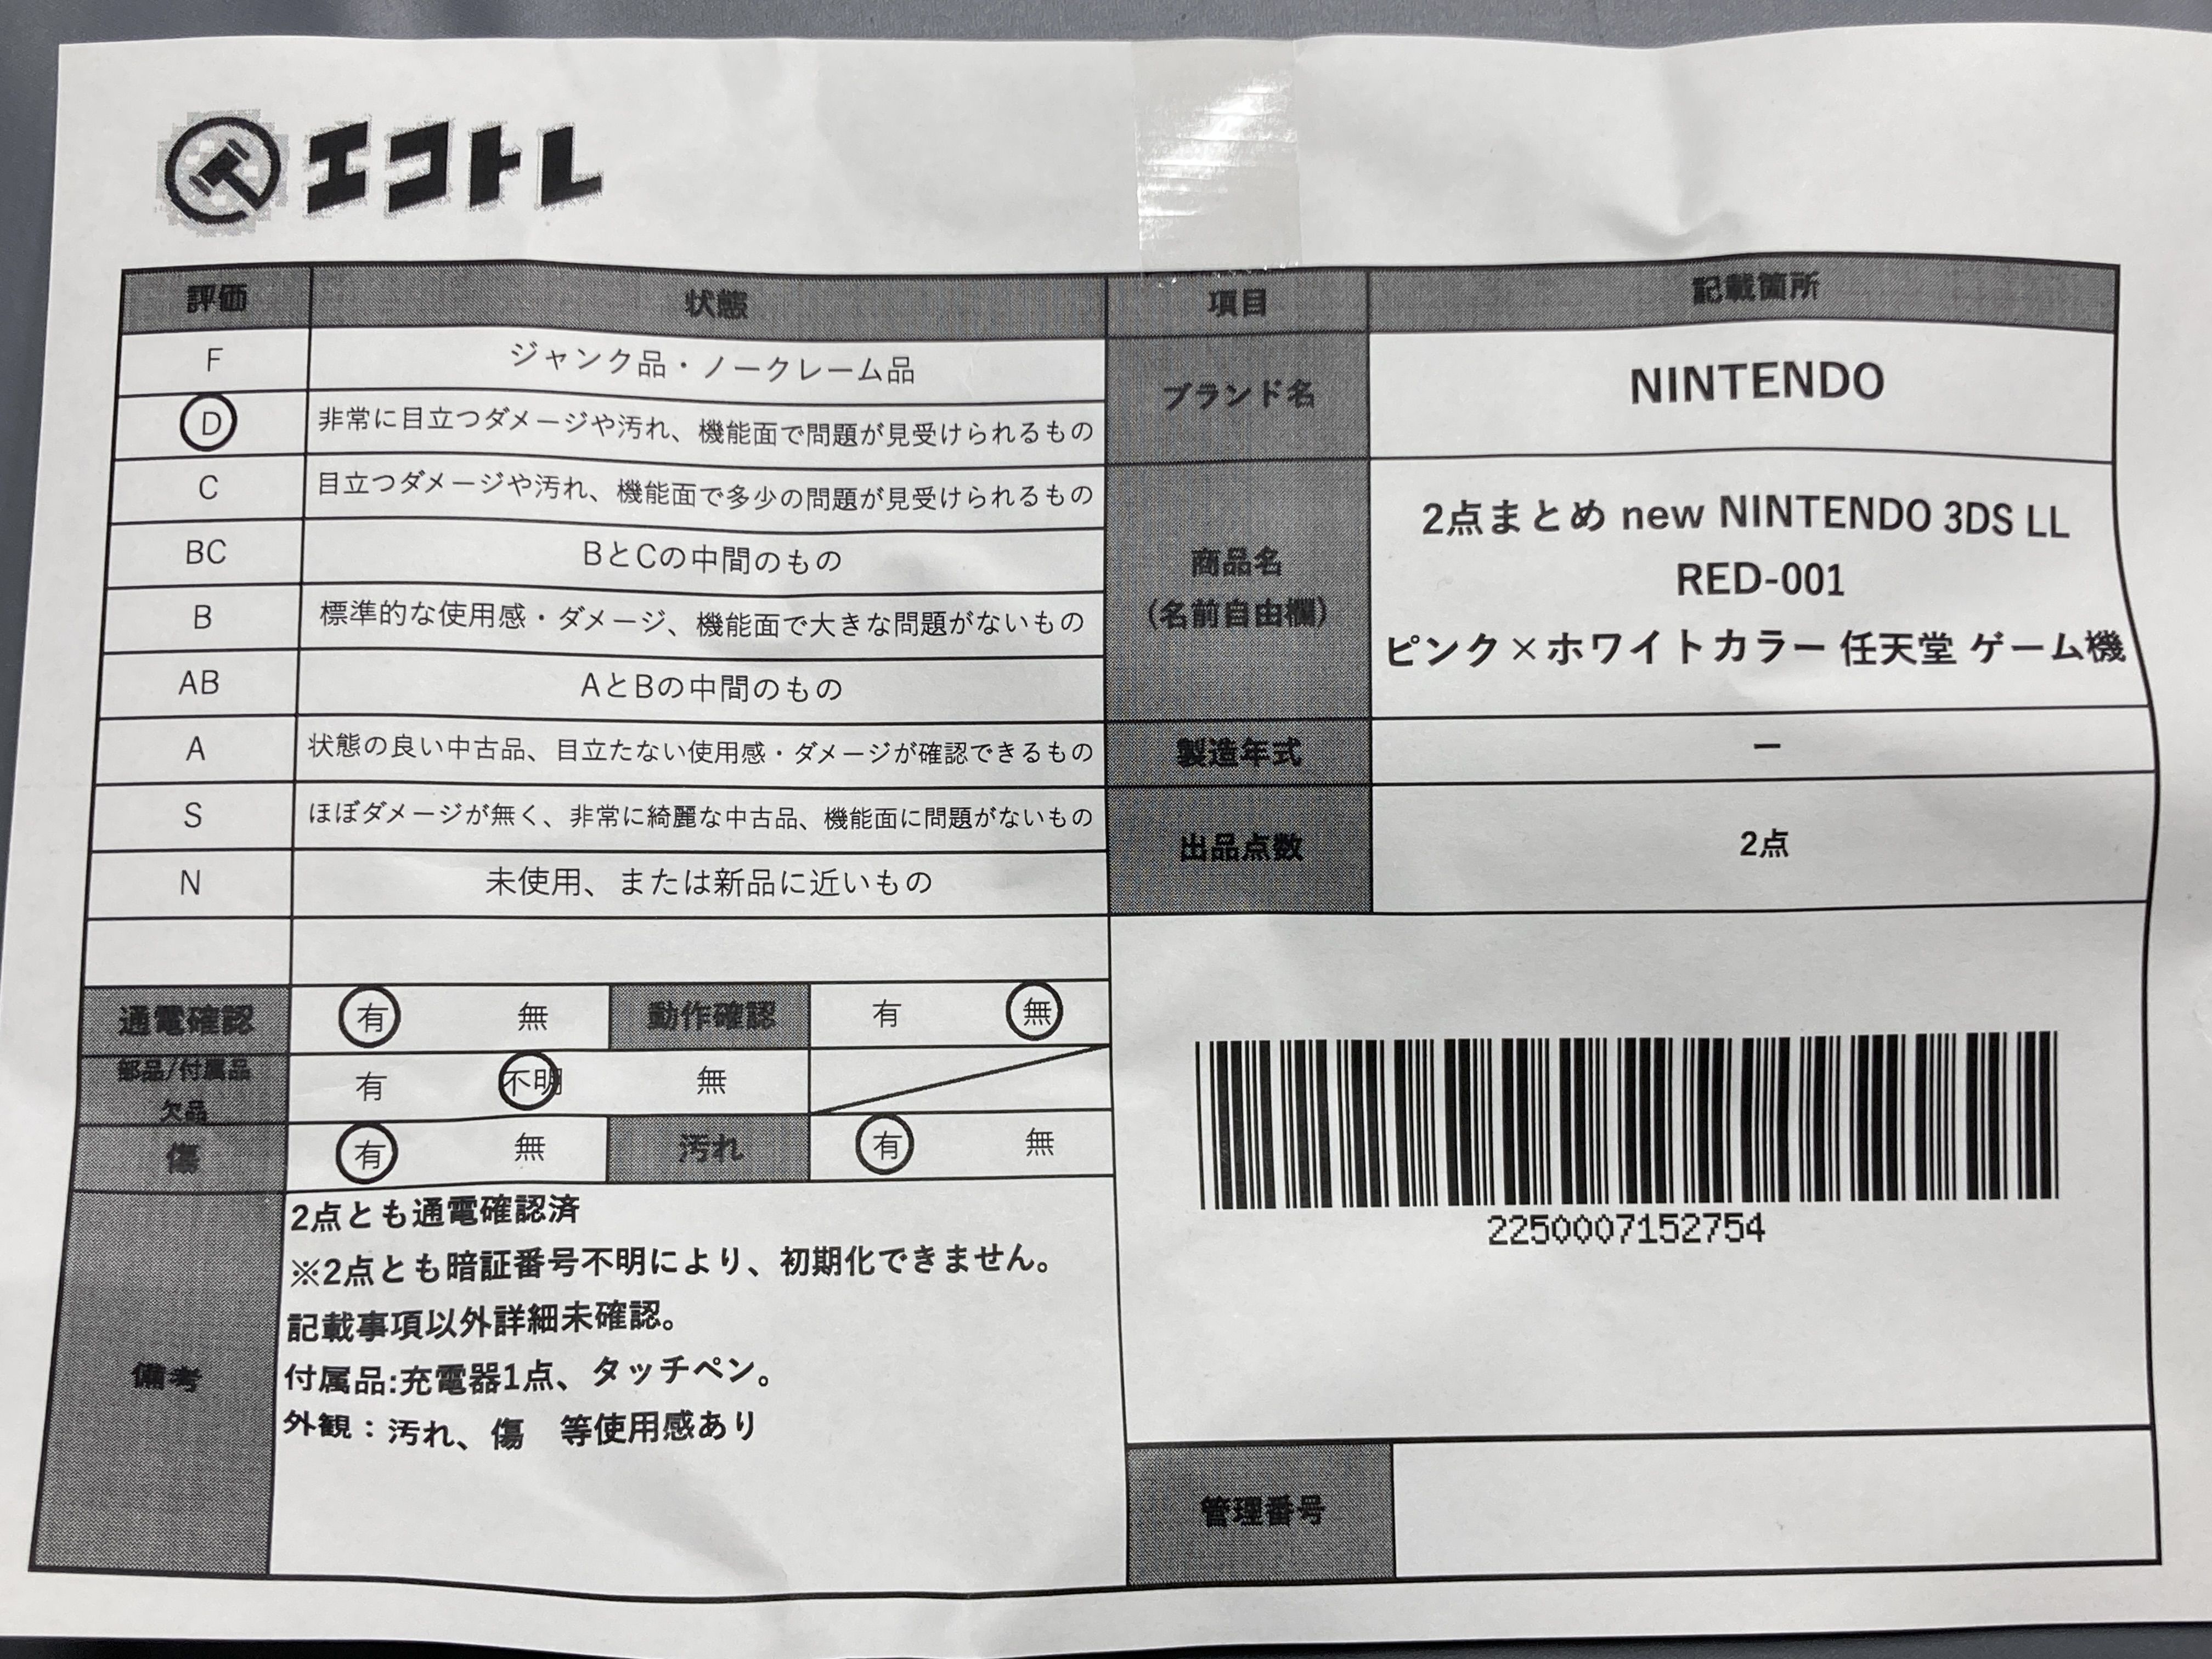 エコトレ
評価 状態 項目 記載箇所
F ジャンク品・ノークレーム品
D 非常に目立つダメージや汚れ、機能面で問題が見受けられるもの
C 目立つダメージや汚れ、機能面で多少の問題が見受けられるもの
BC BとCの中間のもの
B 標準的な使用感・ダメージ、機能面で大きな問題がないもの
AB AとBの中間のもの
A 状態の良い中古品、目立たない使用感・ダメージが確認できるもの
S ほぼダメージが無く、非常に綺麗な中古品、機能面に問題がないもの
N 未使用、または新品に近いもの
ブランド名 NINTENDO
商品名
(名前自由欄)
2点まとめ new NINTENDO 3DS LL
RED-001
ピンク×ホワイトカラー 任天堂 ゲーム機
製造年式 ー
出品点数 2点
通電確認 有 無 動作確認 有 無
部品/付属品
欠品
有 不明 無
傷 有 無 汚れ 有 無
備考
2点とも通電確認済
※2点とも暗証番号不明により、初期化できません。
記載事項以外詳細未確認。
付属品:充電器1点、タッチペン。
外観：汚れ、傷　等使用感あり
2250007152754
管理番号